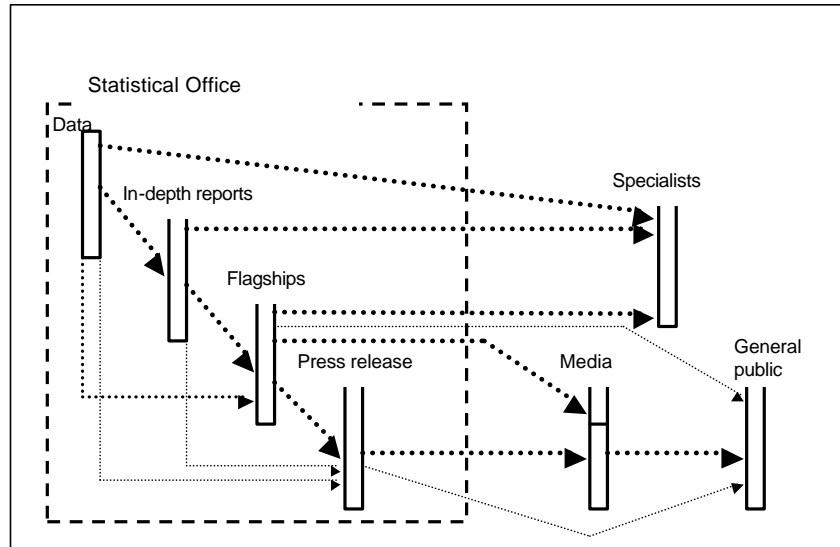 Statistical Office
Data
In-depth reports
Specialists
Flagships
Press release
Media
General
public